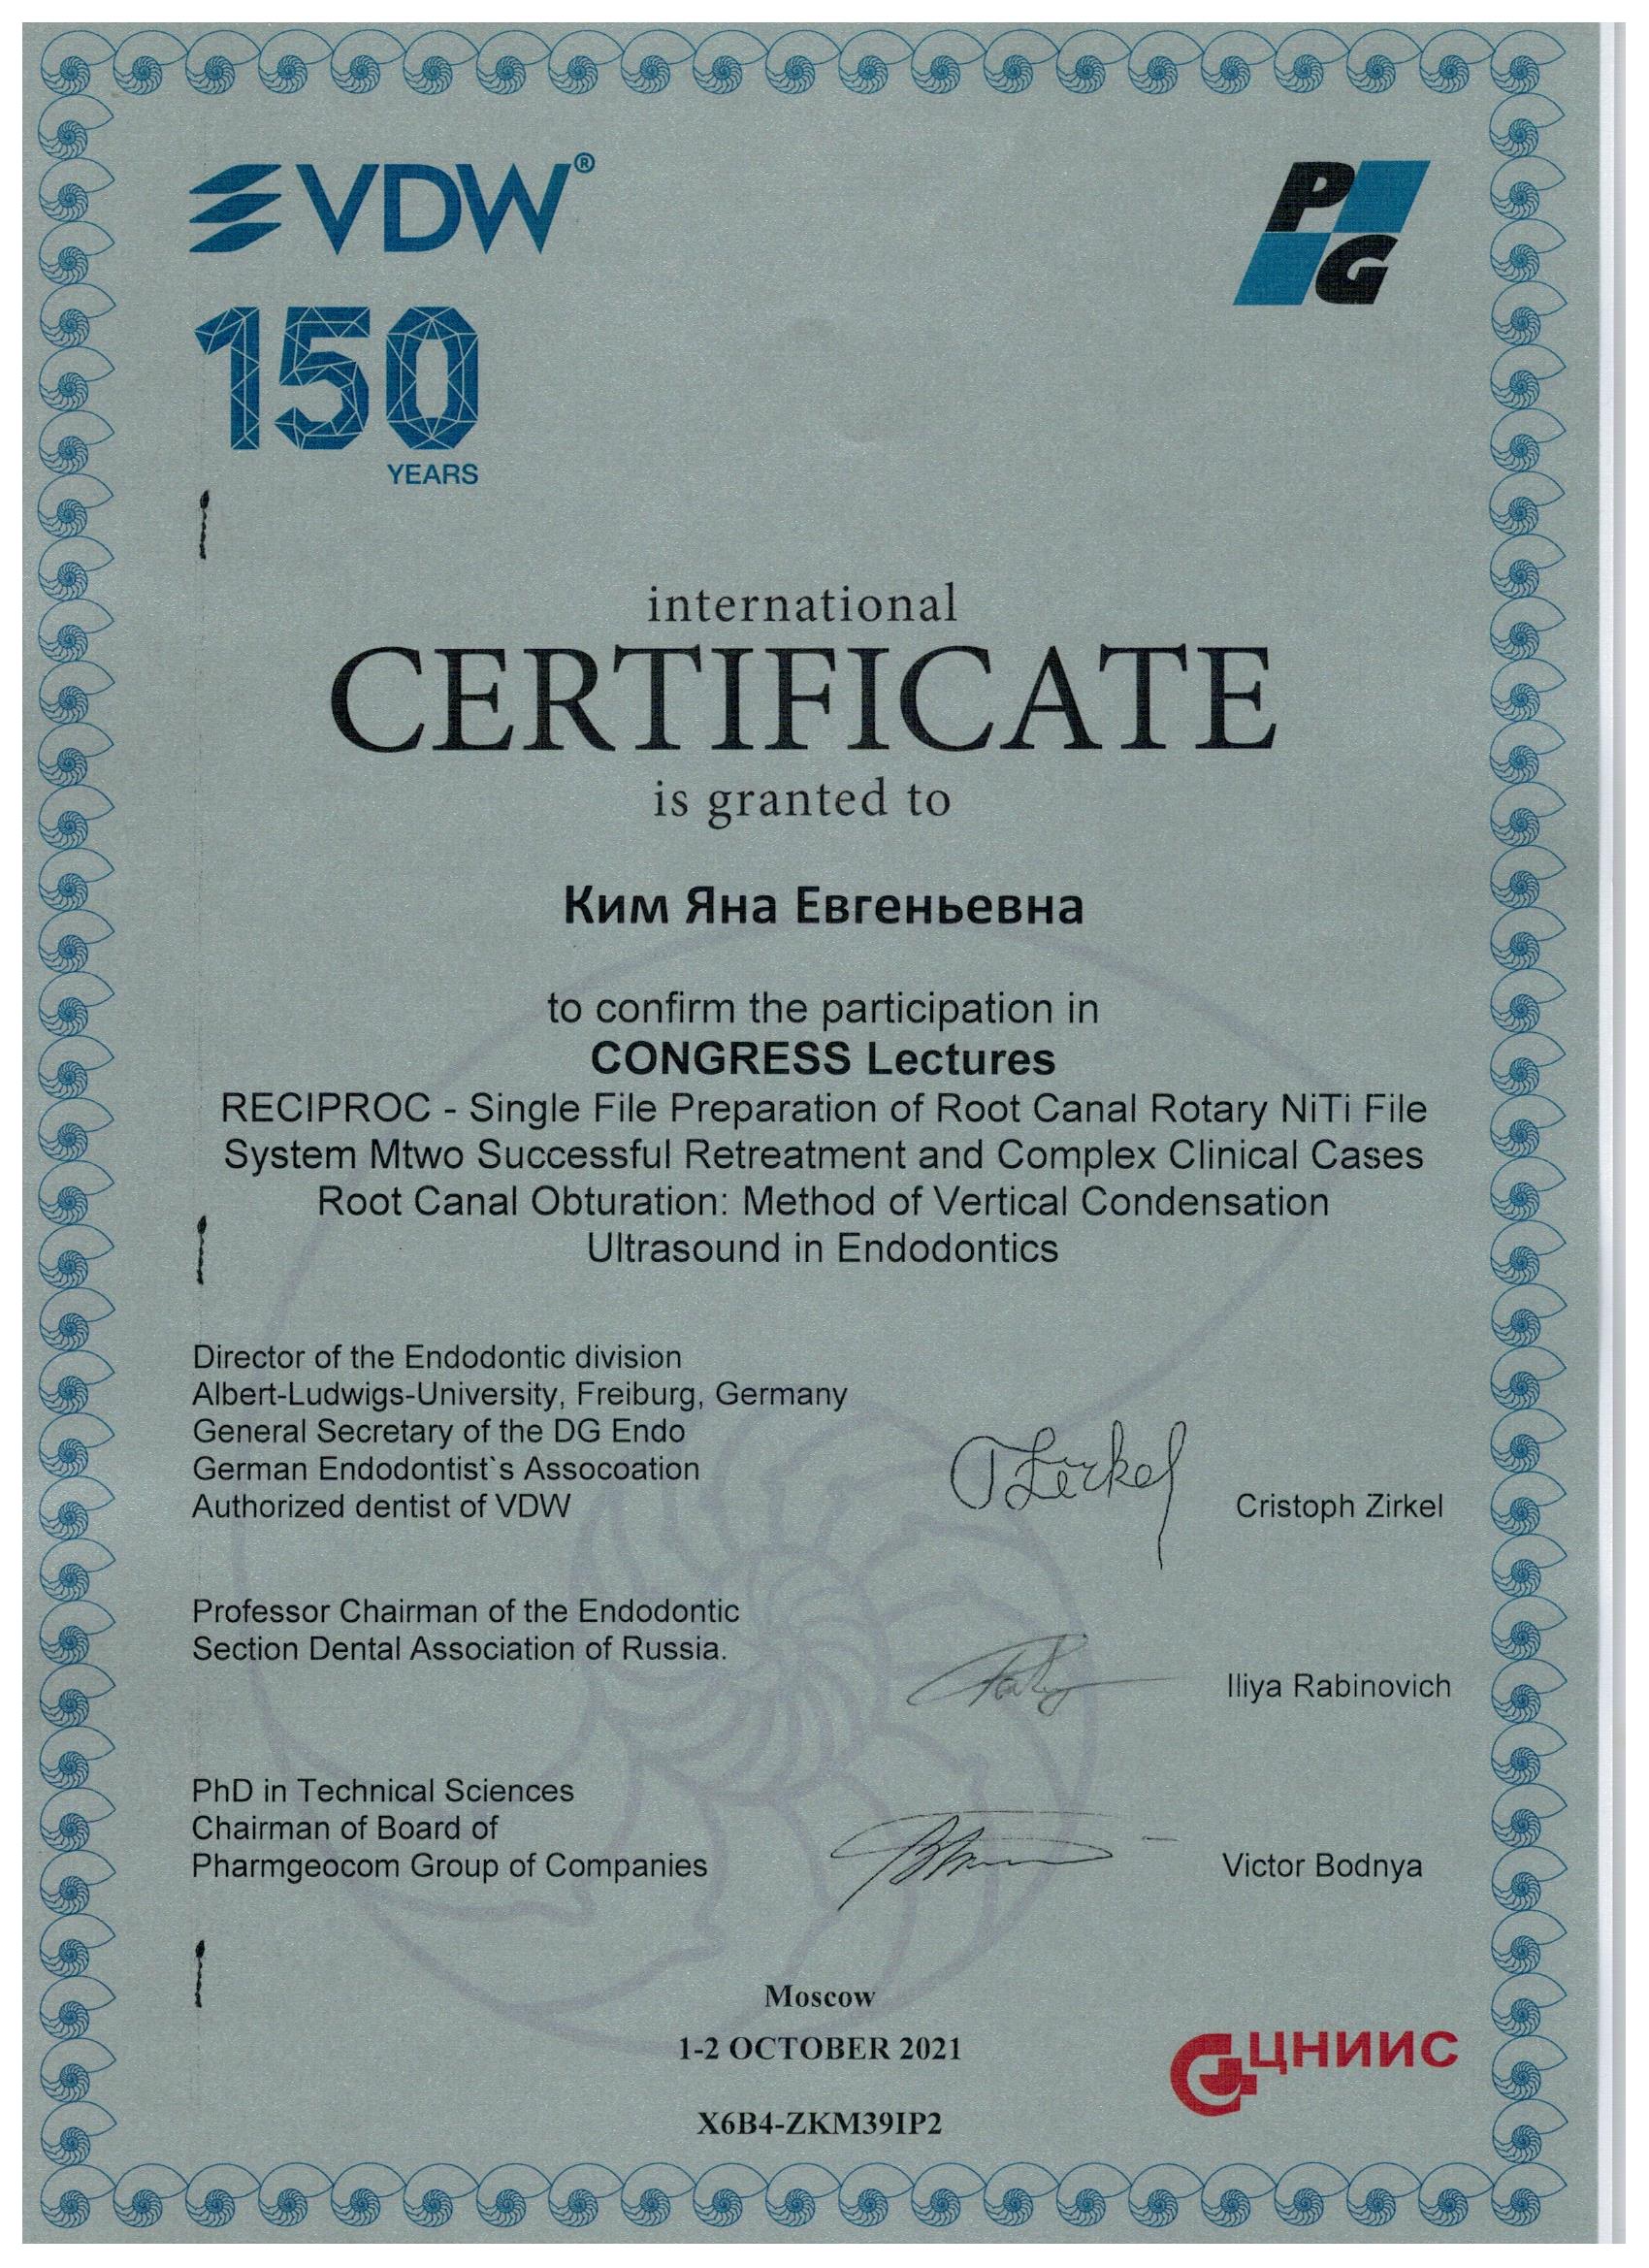 VDW®
PG
150
YEARS
international
CERTIFICATE
is granted to
Ким Яна Евгеньевна
to confirm the participation in
CONGRESS Lectures
RECIPROC - Single File Preparation of Root Canal Rotary NiTi File
System Mtwo Successful Retreatment and Complex Clinical Cases
Root Canal Obturation: Method of Vertical Condensation
Ultrasound in Endodontics
Director of the Endodontic division
Albert-Ludwigs-University, Freiburg, Germany
General Secretary of the DG Endo
German Endodontist`s Assocoation
Authorized dentist of VDW
Zirkel
Cristoph Zirkel
Professor Chairman of the Endodontic
Section Dental Association of Russia.
Iliya Rabinovich
PhD in Technical Sciences
Chairman of Board of
Pharmgeocom Group of Companies
Victor Bodnya
Moscow
1-2 OCTOBER 2021
ЦНИИС
X6B4-ZKM39IP2